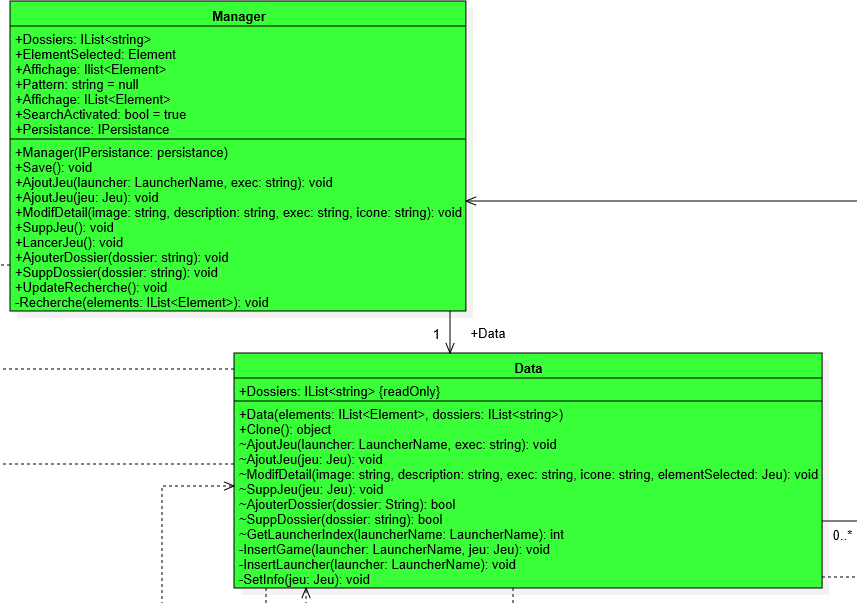 Manager
+Dossiers: IList<string>
+ElementSelected: Element
+Affichage: Ilist<Element>
+Pattern: string = null
+Affichage: IList<Element>
+SearchActivated: bool = true
+Persistance: IPersistance
+Manager(IPersistance: persistance)
+Save(): void
+AjoutJeu(launcher: LauncherName, exec: string): void
+AjoutJeu(jeu: Jeu): void
+ModifDetail(image: string, description: string, exec: string, icone: string): void
+SuppJeu(): void
+LancerJeu(): void
+AjouterDossier(dossier: string): void
+SuppDossier(dossier: string): void
+UpdateRecherche(): void
-Recherche(elements: IList<Element>): void
1 +Data
Data
+Dossiers: IList<string> {readOnly}
+Data(elements: IList<Element>, dossiers: IList<string>)
+Clone(): object
~AjoutJeu(launcher: LauncherName, exec: string): void
~AjoutJeu(jeu: Jeu): void
~ModifDetail(image: string, description: string, exec: string, icone: string, elementSelected: Jeu): void
~SuppJeu(jeu: Jeu): void
~AjouterDossier(dossier: String): bool
~SuppDossier(dossier: string): bool
~GetLauncherIndex(launcherName: LauncherName): int
-InsertGame(launcher: LauncherName, jeu: Jeu): void
-InsertLauncher(launcher: LauncherName): void
-SetInfo(jeu: Jeu): void
0..*